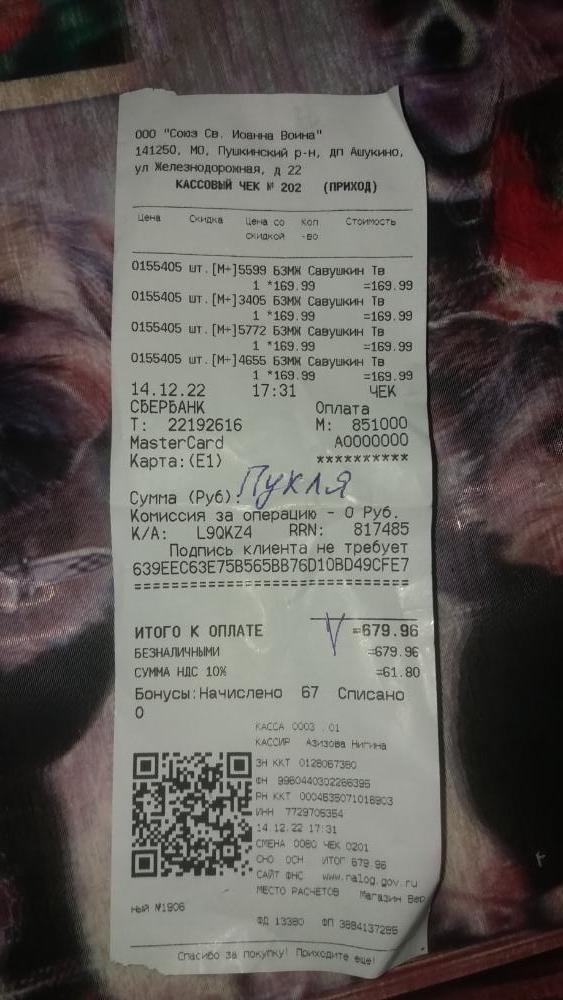 ООО "Союз Св. Иоанна Воина"
141250, МО, Пушкинский р-н, дп Ашукино,
ул Железнодорожная, д 22
КАССОВЫЙ ЧЕК № 202 (ПРИХОД)
Цена Скидка Цена со скидкой Кол-во Стоимость
0155405 шт.[М+]5599 БЗМЖ Савушкин Тв
1 *169.99 =169.99
0155405 шт.[М+]3405 БЗМЖ Савушкин Тв
1 *169.99 =169.99
0155405 шт.[М+]5772 БЗМЖ Савушкин Тв
1 *169.99 =169.99
0155405 шт.[М+]4655 БЗМЖ Савушкин Тв
1 *169.99 =169.99
14.12.22 17:31 ЧЕК
СБЕРБАНК Оплата
Т: 22192616 М: 851000
MasterCard A0000000
Карта:(E1) **********
Сумма (Руб): Пукля
Комиссия за операцию - 0 Руб.
К/А: L9QKZ4 RRN: 817485
Подпись клиента не требует
639EEC63E75B565BB76D10BD49CFE7
==============================
ИТОГО К ОПЛАТЕ V =679.96
БЕЗНАЛИЧНЫМИ =679.96
СУММА НДС 10% =61.80
Бонусы:Начислено 67 Списано
0
КАССА 0003 .01
КАССИР Азизова Нигина
ЗН ККТ 0128067380
ФН 9960440302266395
РН ККТ 0004635071016903
ИНН 7729705354
14.12.22 17:31
СМЕНА 0080 ЧЕК 0201
СНО ОСН ИТОГ 679.96
САЙТ ФНС www.nalog.gov.ru
МЕСТО РАСЧЕТОВ Магазин Вер
ный №1906
ФД 13380 ФП 3884137285
Спасибо за покупку! Приходите еще!